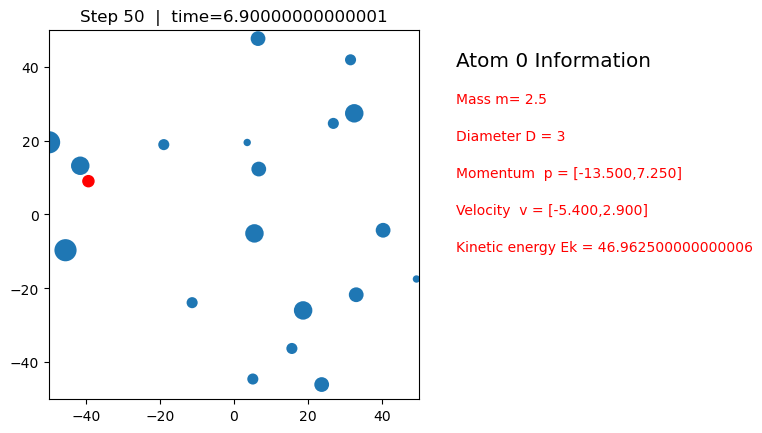 Step 50 | time=6.90000000000001
Atom 0 Information
Mass m= 2.5
Diameter D = 3
Momentum p = [-13.500,7.250]
Velocity v = [-5.400,2.900]
Kinetic energy Ek = 46.962500000000006
40
20
0
−20
−40
−40 −20 0 20 40